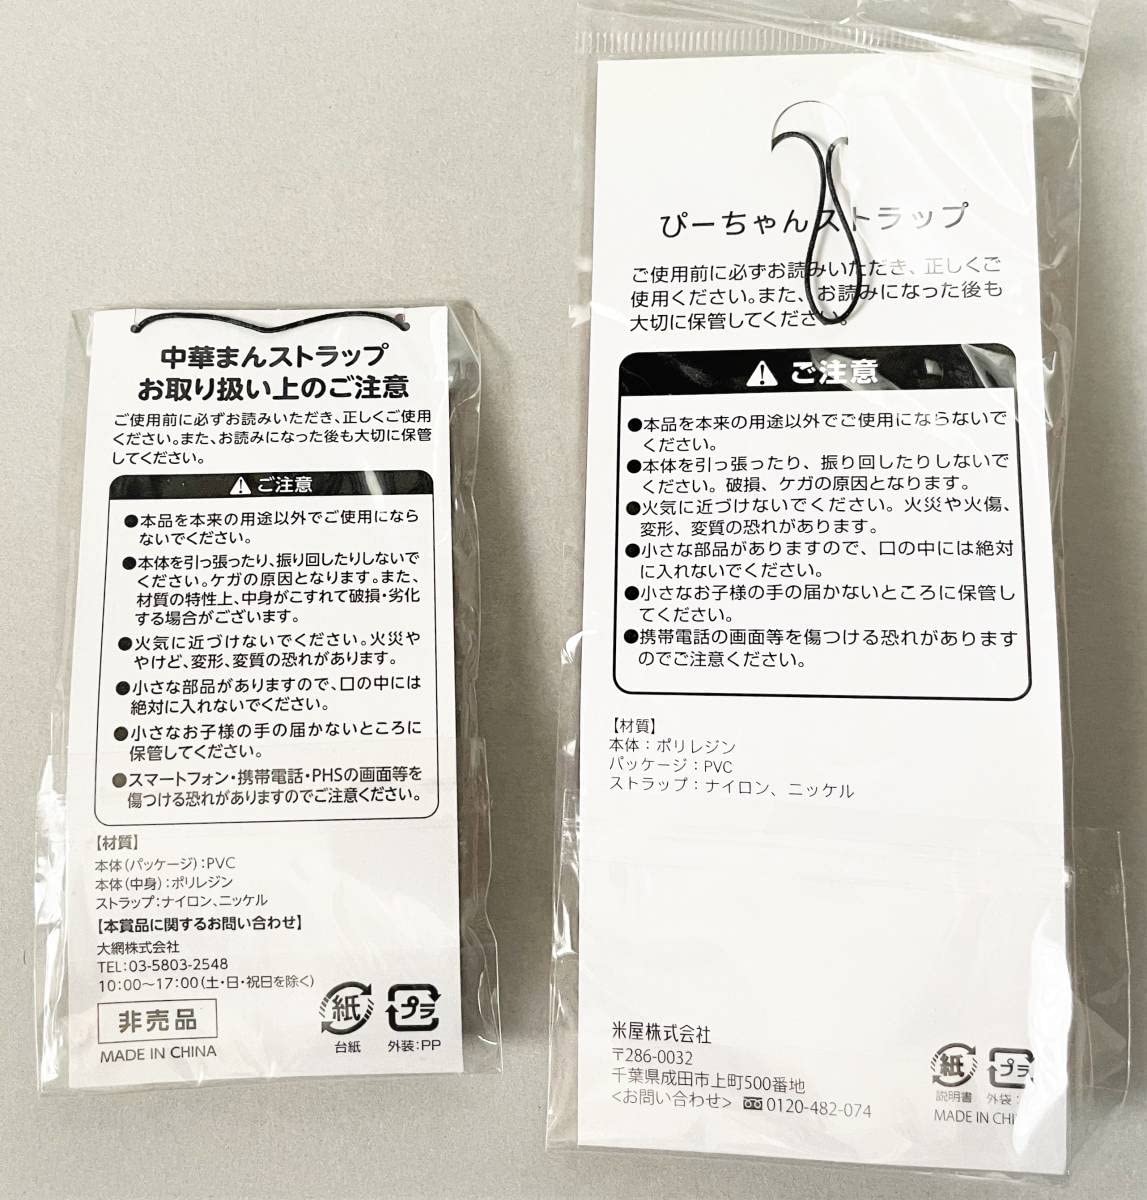 中華まんストラップ
お取り扱い上のご注意
ご使用前に必ずお読みいただき、正しくご使用
ください。また、お読みになった後も大切に保管
してください。
ご注意
●本品を本来の用途以外でご使用になら
ないでください。
●本体を引っ張ったり、振り回したりしないで
ください。ケガの原因となります。また、
材質の特性上、中身がこすれて破損・劣化
する場合がございます。
●火気に近づけないでください。火災や
やけど、変形、変質の恐れがあります。
●小さな部品がありますので、口の中には
絶対に入れないでください。
●小さなお子様の手の届かないところに
保管してください。
●スマートフォン・携帯電話・PHSの画面等を
傷つける恐れがありますのでご注意ください。
【材質】
本体(パッケージ):PVC
本体(中身):ポリレジン
ストラップ:ナイロン、ニッケル
【本賞品に関するお問い合わせ】
大網株式会社
TEL:03-5803-2548
10:00～17:00(土・日・祝日を除く)
非売品
MADE IN CHINA
紙
台紙
プラ
外装:PP
ぴーちゃんストラップ
ご使用前に必ずお読みいただき、正しくご
使用ください。また、お読みになった後も
大切に保管してください。
ご注意
●本品を本来の用途以外でご使用にならないで
ください。
●本体を引っ張ったり、振り回したりしないで
ください。破損、ケガの原因となります。
●火気に近づけないでください。火災や火傷、
変形、変質の恐れがあります。
●小さな部品がありますので、口の中には絶対
に入れないでください。
●小さなお子様の手の届かないところに保管し
てください。
●携帯電話の画面等を傷つける恐れがあります
のでご注意ください。
【材質】
本体：ポリレジン
パッケージ：PVC
ストラップ：ナイロン、ニッケル
米屋株式会社
〒286-0032
千葉県成田市上町500番地
<お問い合わせ> 0120-482-074
紙
説明書
プラ
外袋：
MADE IN CHI